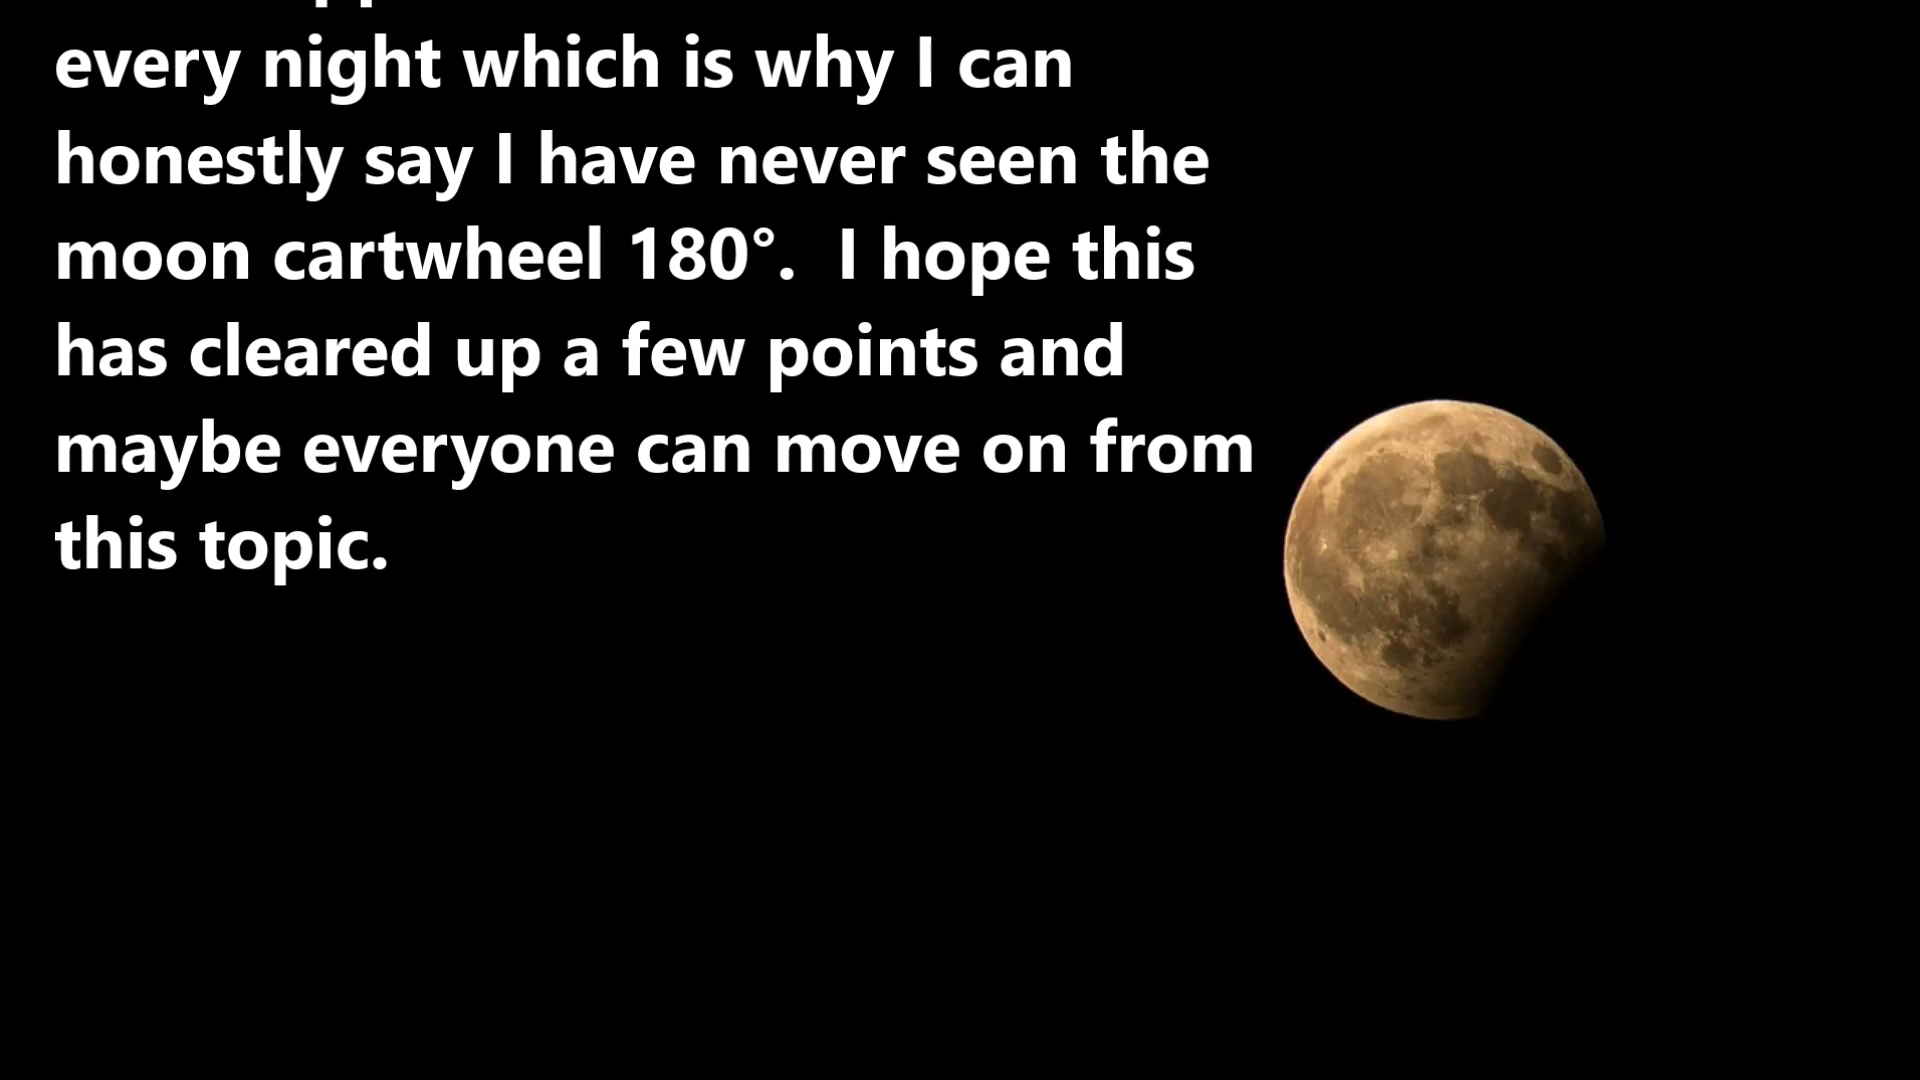 every night which is why I can
honestly say I have never seen the
moon cartwheel 180°.  I hope this
has cleared up a few points and
maybe everyone can move on from
this topic.